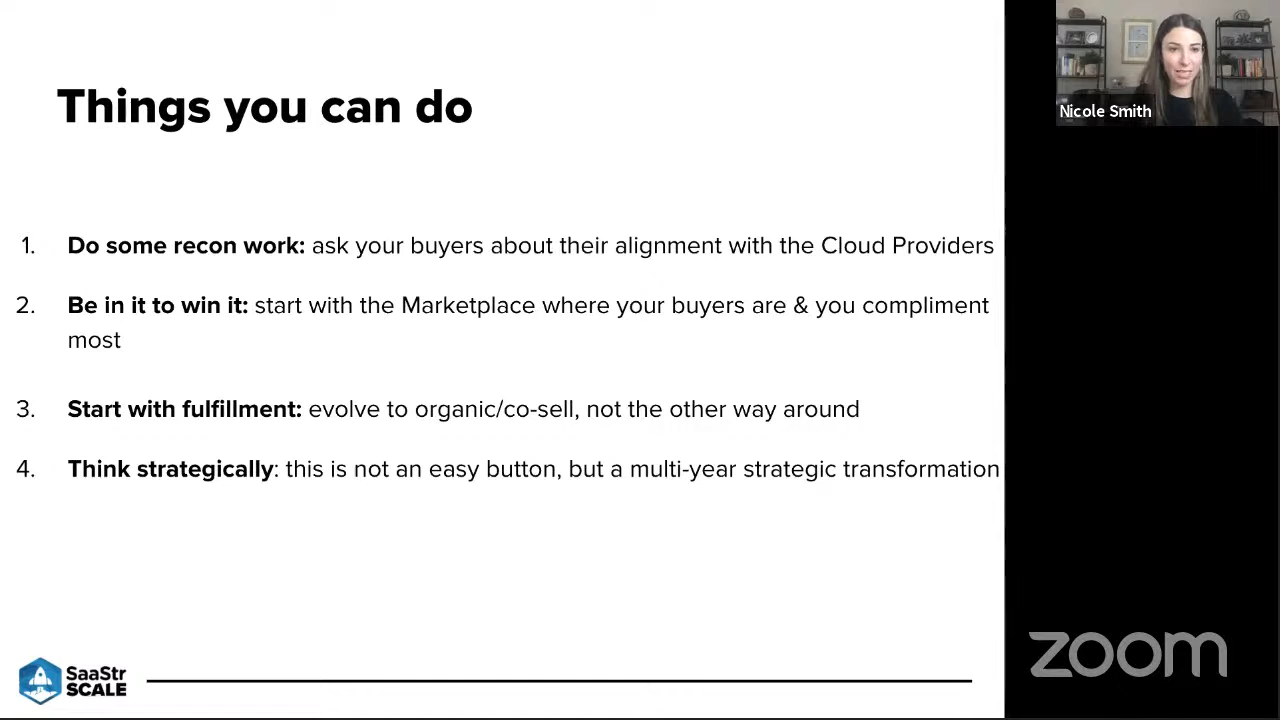 Things you can do
1. Do some recon work: ask your buyers about their alignment with the Cloud Providers
2. Be in it to win it: start with the Marketplace where your buyers are & you compliment
most
3. Start with fulfillment: evolve to organic/co-sell, not the other way around
4. Think strategically: this is not an easy button, but a multi-year strategic transformation
SaaStr
SCALE
Nicole Smith
zoom